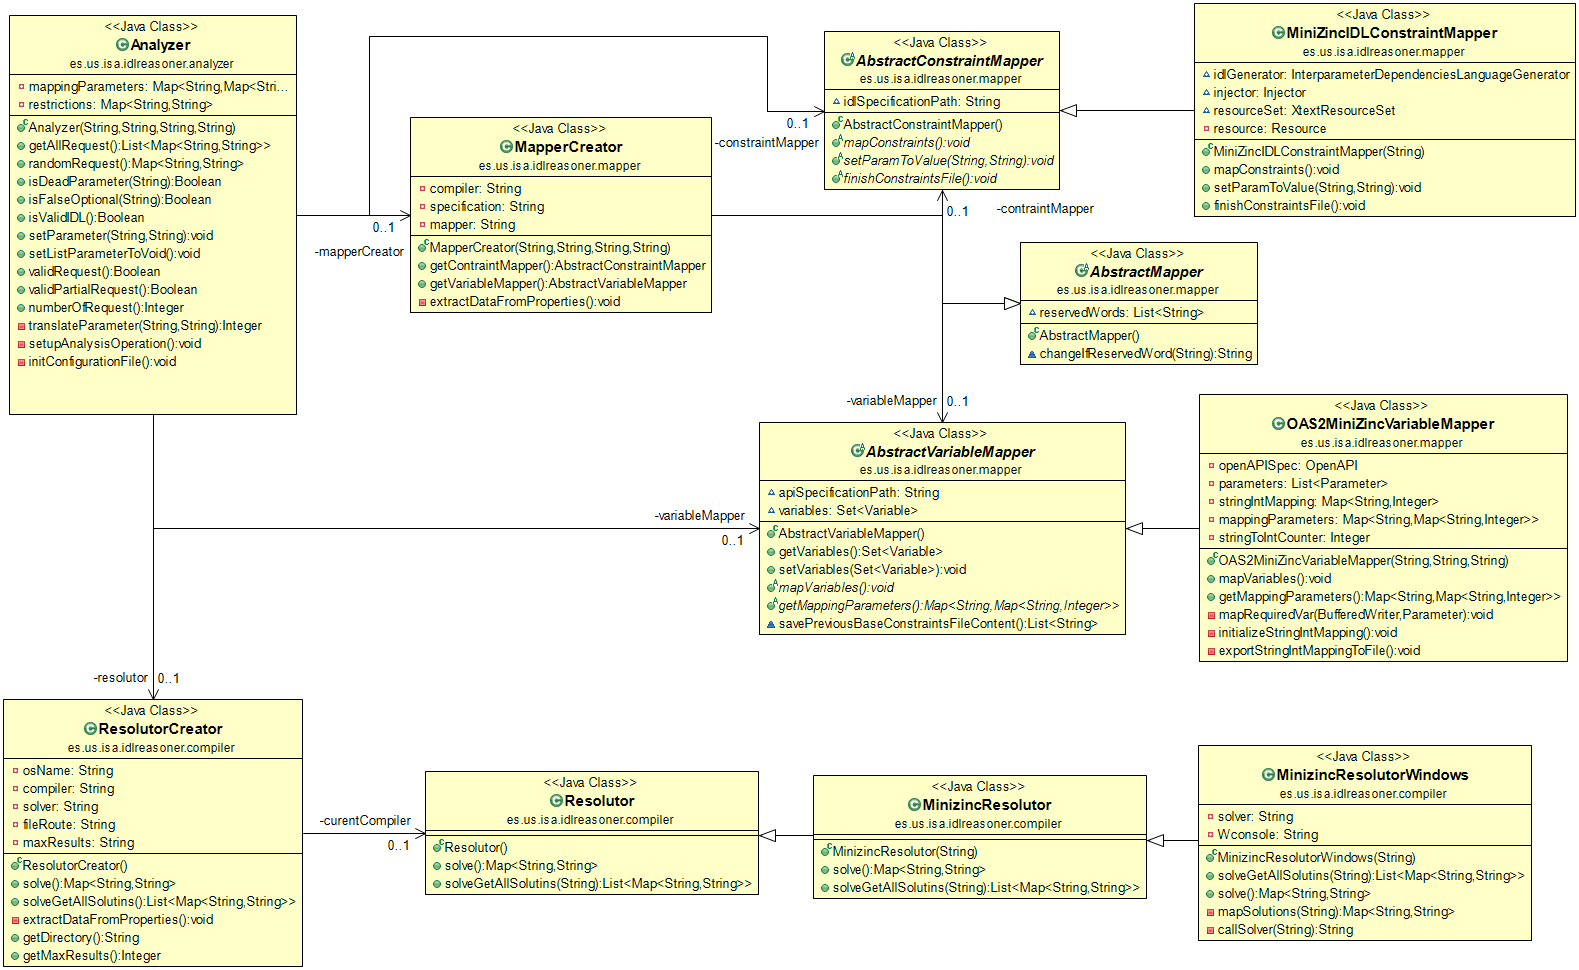 <<Java Class>>
Analyzer
es.us.isa.idlreasoner.analyzer
mappingParameters: Map<String,Map<Stri...
restrictions: Map<String,String>
Analyzer(String,String,String,String)
getAllRequest():List<Map<String,String>>
randomRequest():Map<String,String>
isDeadParameter(String):Boolean
isFalseOptional(String):Boolean
isValidIDL():Boolean
setParameter(String,String):void
setListParameterToVoid():void
validRequest():Boolean
validPartialRequest():Boolean
numberOfRequest():Integer
translateParameter(String,String):Integer
setupAnalysisOperation():void
initConfigurationFile():void
0..1
-mapperCreator
<<Java Class>>
MapperCreator
es.us.isa.idlreasoner.mapper
compiler: String
specification: String
mapper: String
MapperCreator(String,String,String,String)
getContraintMapper():AbstractConstraintMapper
getVariableMapper():AbstractVariableMapper
extractDataFromProperties():void
0..1
-constraintMapper
<<Java Class>>
AbstractConstraintMapper
es.us.isa.idlreasoner.mapper
idlSpecificationPath: String
AbstractConstraintMapper()
mapConstraints():void
setParamToValue(String,String):void
finishConstraintsFile():void
0..1
-contraintMapper
<<Java Class>>
MiniZincIDLConstraintMapper
es.us.isa.idlreasoner.mapper
idlGenerator: InterparameterDependenciesLanguageGenerator
injector: Injector
resourceSet: XtextResourceSet
resource: Resource
MiniZincIDLConstraintMapper(String)
mapConstraints():void
setParamToValue(String,String):void
finishConstraintsFile():void
<<Java Class>>
AbstractMapper
es.us.isa.idlreasoner.mapper
reservedWords: List<String>
AbstractMapper()
changeIfReservedWord(String):String
-variableMapper
0..1
<<Java Class>>
AbstractVariableMapper
es.us.isa.idlreasoner.mapper
apiSpecificationPath: String
variables: Set<Variable>
AbstractVariableMapper()
getVariables():Set<Variable>
setVariables(Set<Variable>):void
mapVariables():void
getMappingParameters():Map<String,Map<String,Integer>>
savePreviousBaseConstraintsFileContent():List<String>
-variableMapper
0..1
<<Java Class>>
OAS2MiniZincVariableMapper
es.us.isa.idlreasoner.mapper
openAPISpec: OpenAPI
parameters: List<Parameter>
stringIntMapping: Map<String,Integer>
mappingParameters: Map<String,Map<String,Integer>>
stringToIntCounter: Integer
OAS2MiniZincVariableMapper(String,String,String)
mapVariables():void
getMappingParameters():Map<String,Map<String,Integer>>
mapRequiredVar(BufferedWriter,Parameter):void
initializeStringIntMapping():void
exportStringIntMappingToFile():void
-resolutor
0..1
<<Java Class>>
ResolutorCreator
es.us.isa.idlreasoner.compiler
osName: String
compiler: String
solver: String
fileRoute: String
maxResults: String
ResolutorCreator()
solve():Map<String,String>
solveGetAllSolutins():List<Map<String,String>>
extractDataFromProperties():void
getDirectory():String
getMaxResults():Integer
-curentCompiler
0..1
<<Java Class>>
Resolutor
es.us.isa.idlreasoner.compiler
Resolutor()
solve():Map<String,String>
solveGetAllSolutins(String):List<Map<String,String>>
<<Java Class>>
MinizincResolutor
es.us.isa.idlreasoner.compiler
MinizincResolutor(String)
solve():Map<String,String>
solveGetAllSolutins(String):List<Map<String,String>>
<<Java Class>>
MinizincResolutorWindows
es.us.isa.idlreasoner.compiler
solver: String
Wconsole: String
MinizincResolutorWindows(String)
solveGetAllSolutins(String):List<Map<String,String>>
solve():Map<String,String>
mapSolutions(String):Map<String,String>
callSolver(String):String